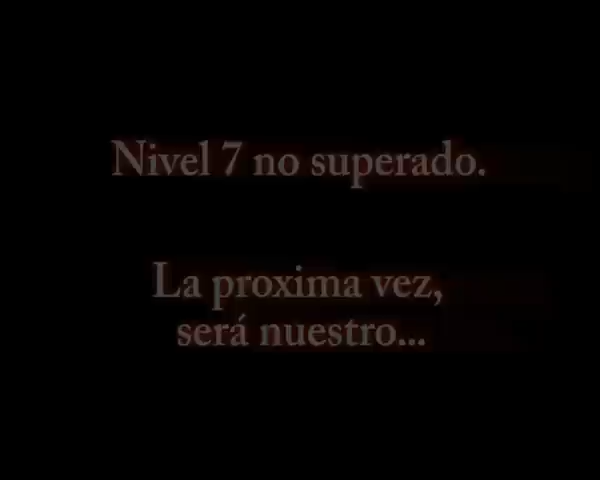 Nivel 7 no superado.
La proxima vez,
será nuestro...